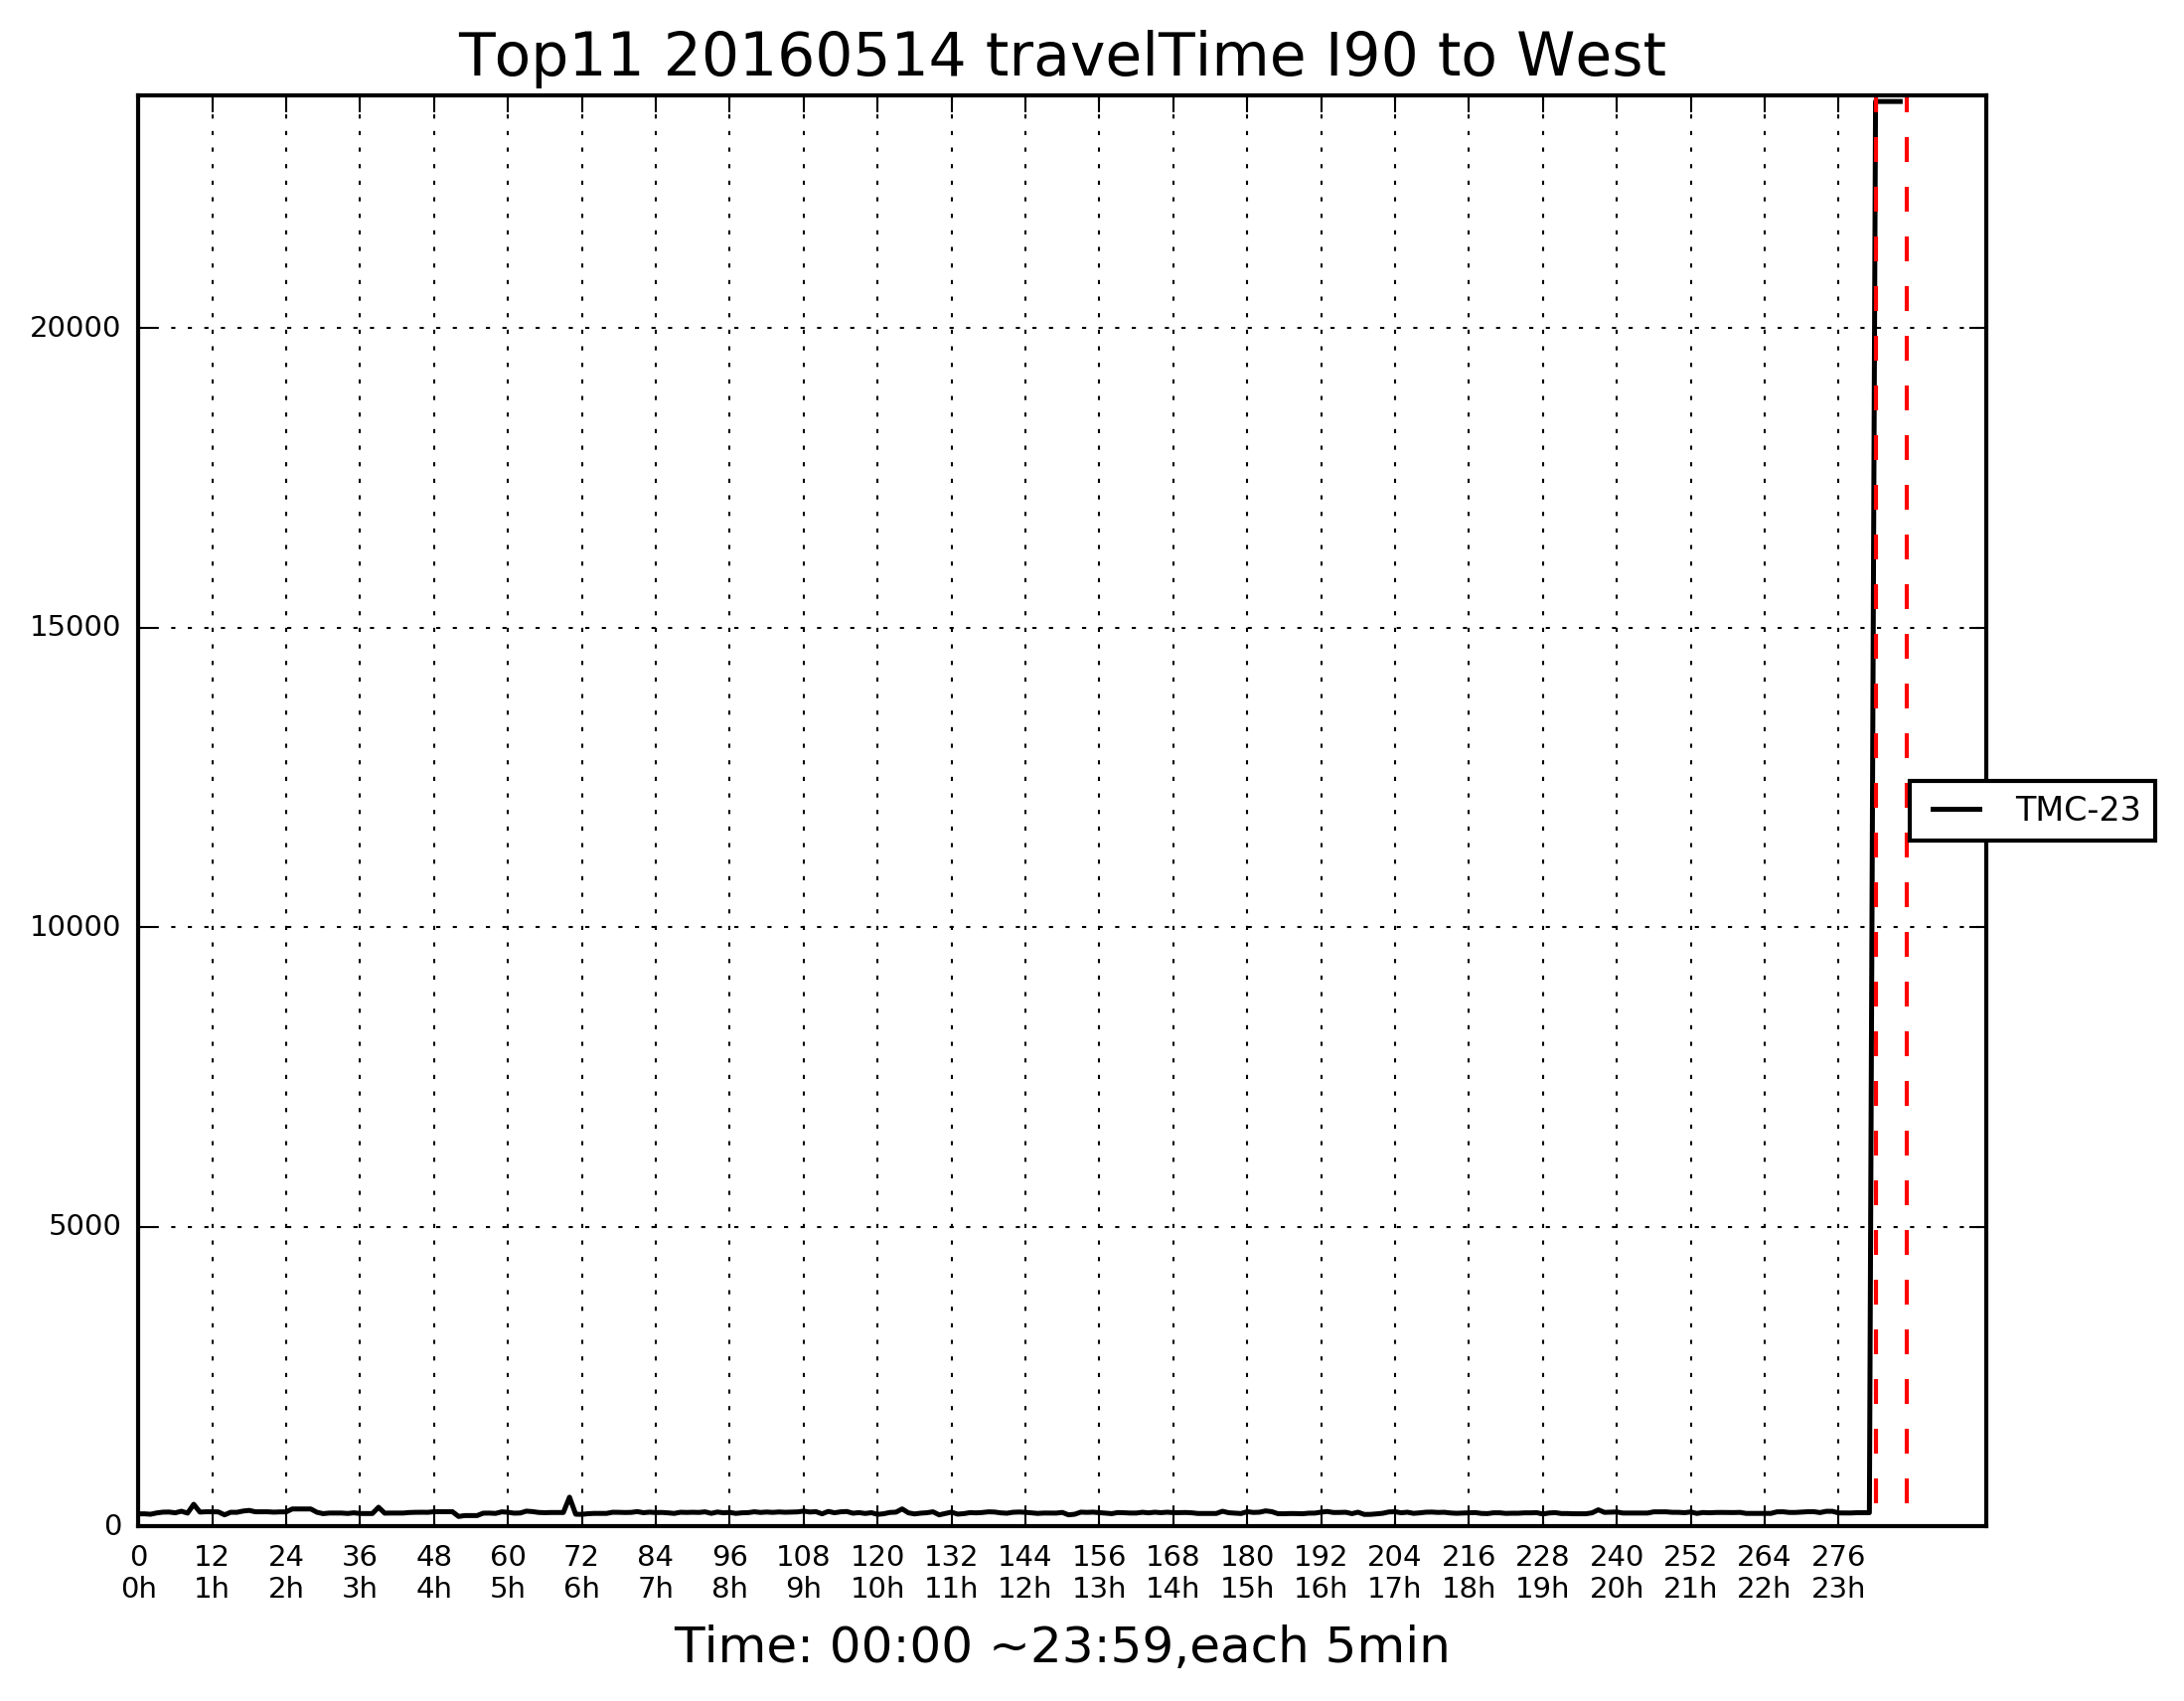 Top11 20160514 travelTime I90 to West
20000
15000
10000
5000
0
TMC-23
0 12 24 36 48 60 72 84 96 108 120 132 144 156 168 180 192 204 216 228 240 252 264 276
0h 1h 2h 3h 4h 5h 6h 7h 8h 9h 10h 11h 12h 13h 14h 15h 16h 17h 18h 19h 20h 21h 22h 23h
Time: 00:00 ~23:59,each 5min